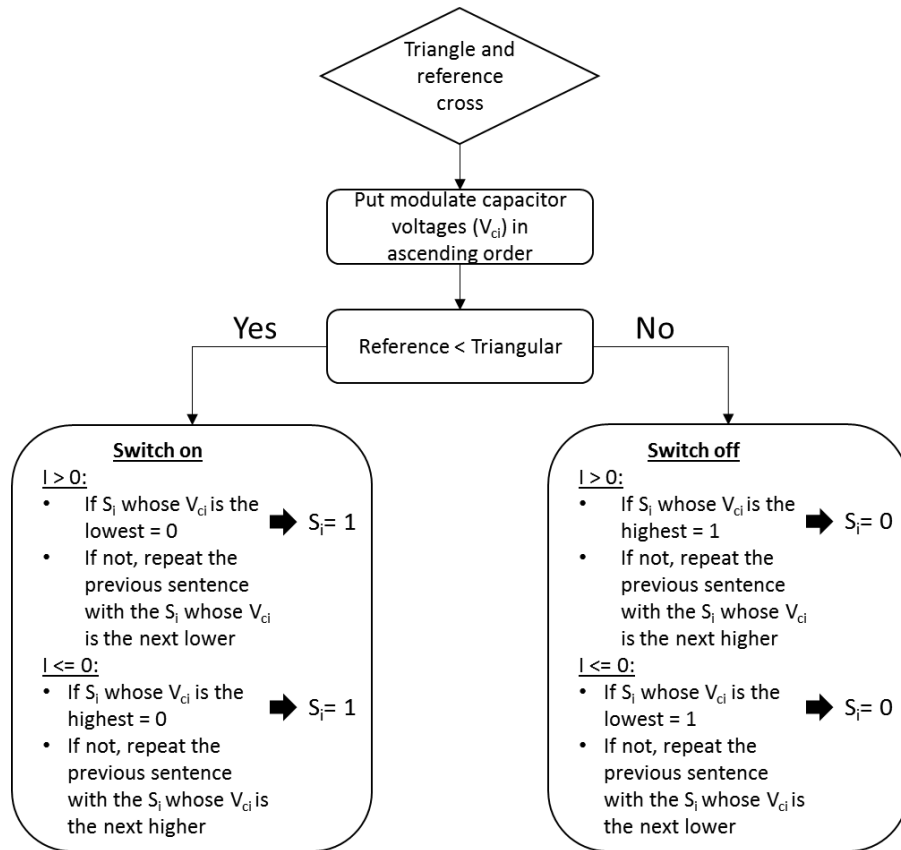 Triangle and
reference
cross
Put modulate capacitor
voltages (Vci) in
ascending order
Yes
Reference < Triangular
No
Switch on
I > 0:
• If Si whose Vci is the
lowest = 0
Si= 1
• If not, repeat the
previous sentence
with the Si whose Vci
is the next lower
I <= 0:
• If Si whose Vci is the
highest = 0
Si= 1
• If not, repeat the
previous sentence
with the Si whose Vci is
the next higher
Switch off
I > 0:
• If Si whose Vci is the
highest = 1
Si= 0
• If not, repeat the
previous sentence
with the Si whose Vci
is the next higher
I <= 0:
• If Si whose Vci is the
lowest = 1
Si= 0
• If not, repeat the
previous sentence
with the Si whose Vci is
the next lower